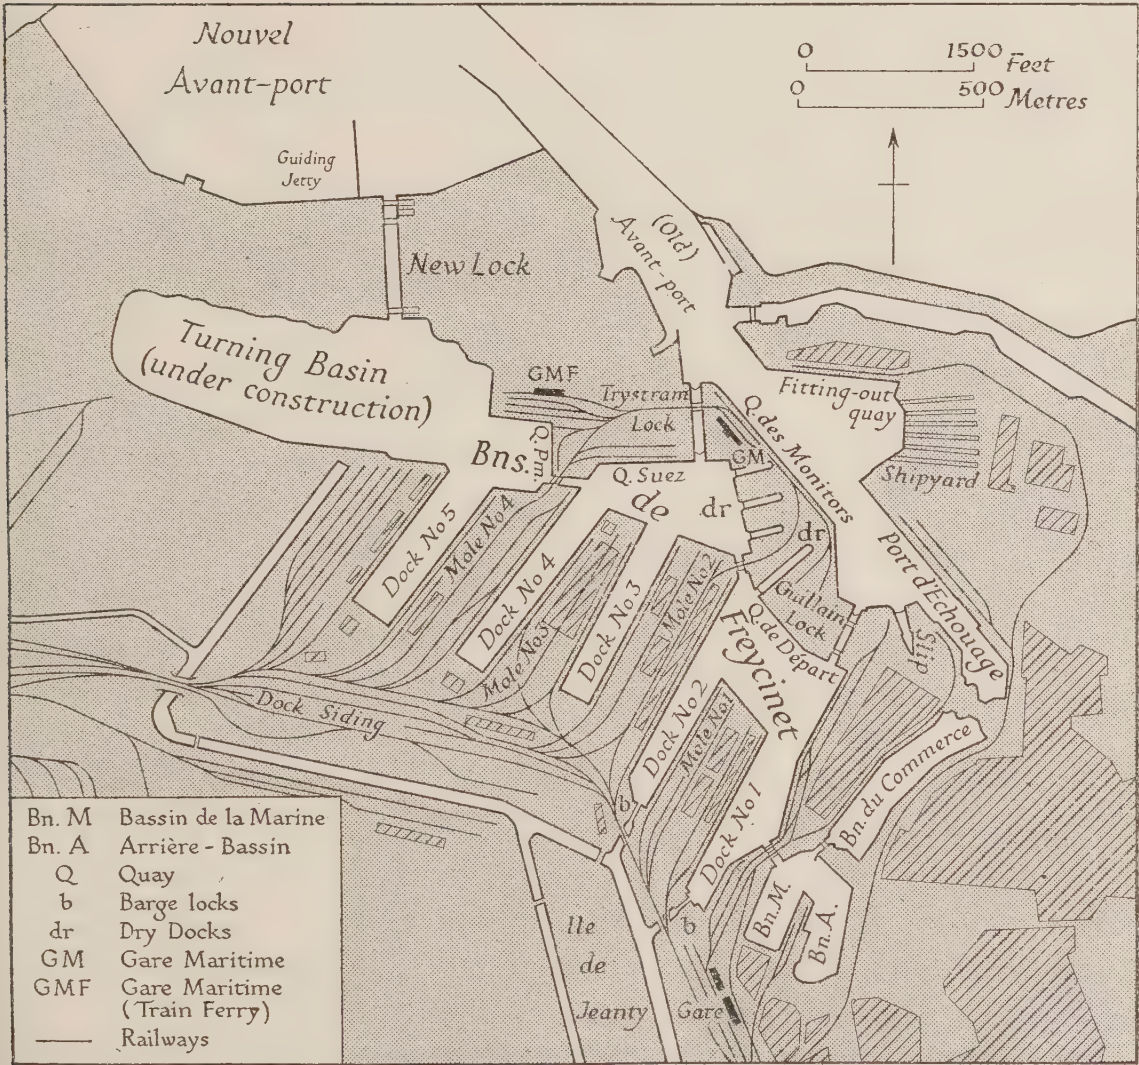 Nouvel
Avant-port
0 1500 Feet
0 500 Metres
Guiding
Jetty
(Old)
Avant-port
New Lock
Turning Basin
(under construction)
GMF
Trystram
Lock
Fitting-out
quay
Q. des Monitors
Q. Pm.
Bns.
Q. Suez
GM
Shipyard
de
dr
dr
port d'Echouage
Dock No 5
Mole No 4
Dock No 4
Mole No 3
Dock No 3
Mole No 2
Guillain
Lock
Q. de Départ
Slip
Freycinet
Dock Siding
Dock No 2
Mole No 1
Dock No 1
b
Bn. du Commerce
Bn. M.
Bn. A.
b
Ile
de
Jeanty
Gare
Bn. M Bassin de la Marine
Bn. A Arrière - Bassin
Q Quay
b Barge locks
dr Dry Docks
GM Gare Maritime
GMF Gare Maritime
(Train Ferry)
Railways